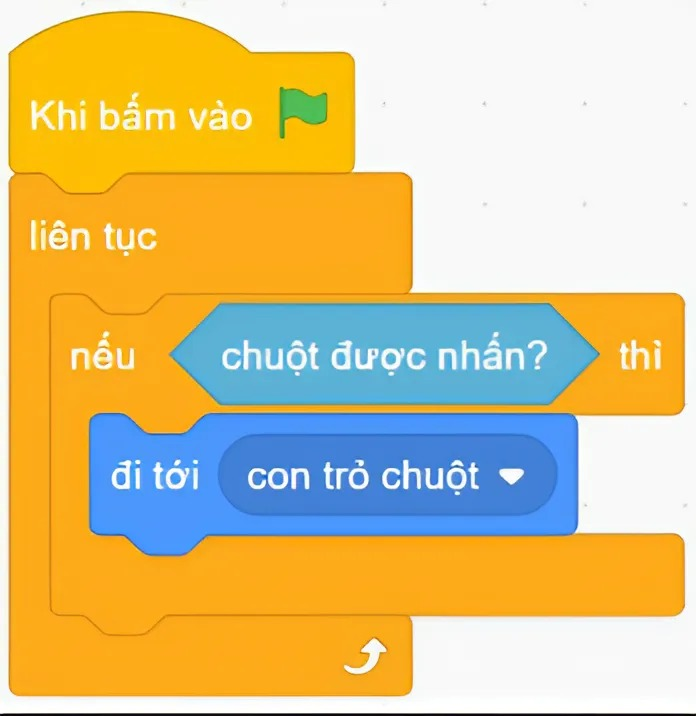 Khi bấm vào
liên tục
nếu chuột được nhấn? thì
đi tới con trỏ chuột